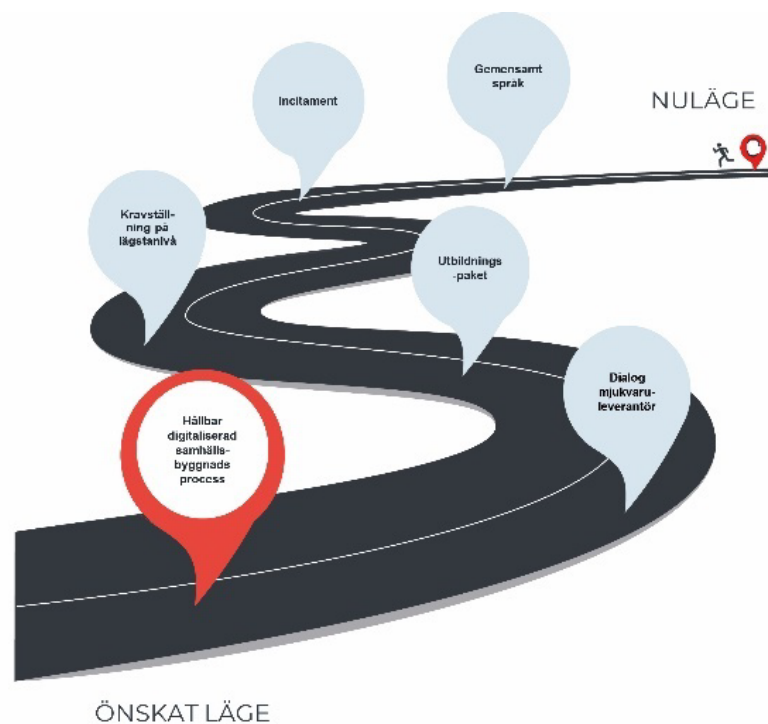 Gemensamt
språk
NULÄGE
Incitament
Kravställ-
ning på
lägstanivå
Utbildnings
-paket
Dialog
mjukvaru-
leverantör
Hållbar
digitaliserad
samhälls-
byggnads
process
ÖNSKAT LÄGE